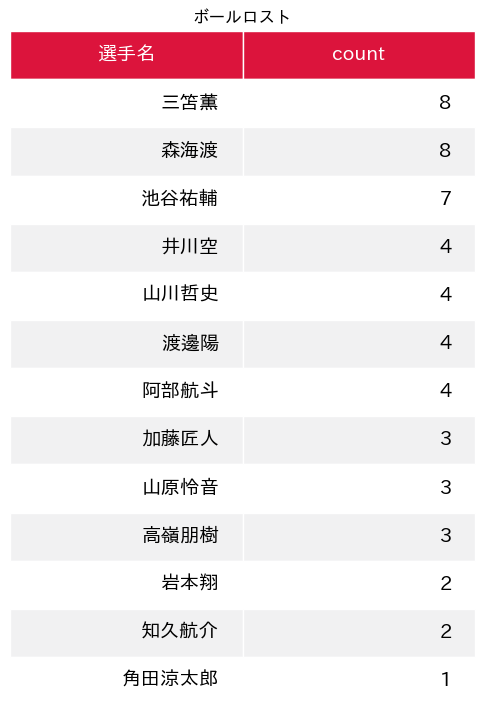 ボールロスト
選手名 count
三笘薫 8
森海渡 8
池谷祐輔 7
井川空 4
山川哲史 4
渡邊陽 4
阿部航斗 4
加藤匠人 3
山原怜音 3
高嶺朋樹 3
岩本翔 2
知久航介 2
角田涼太郎 1